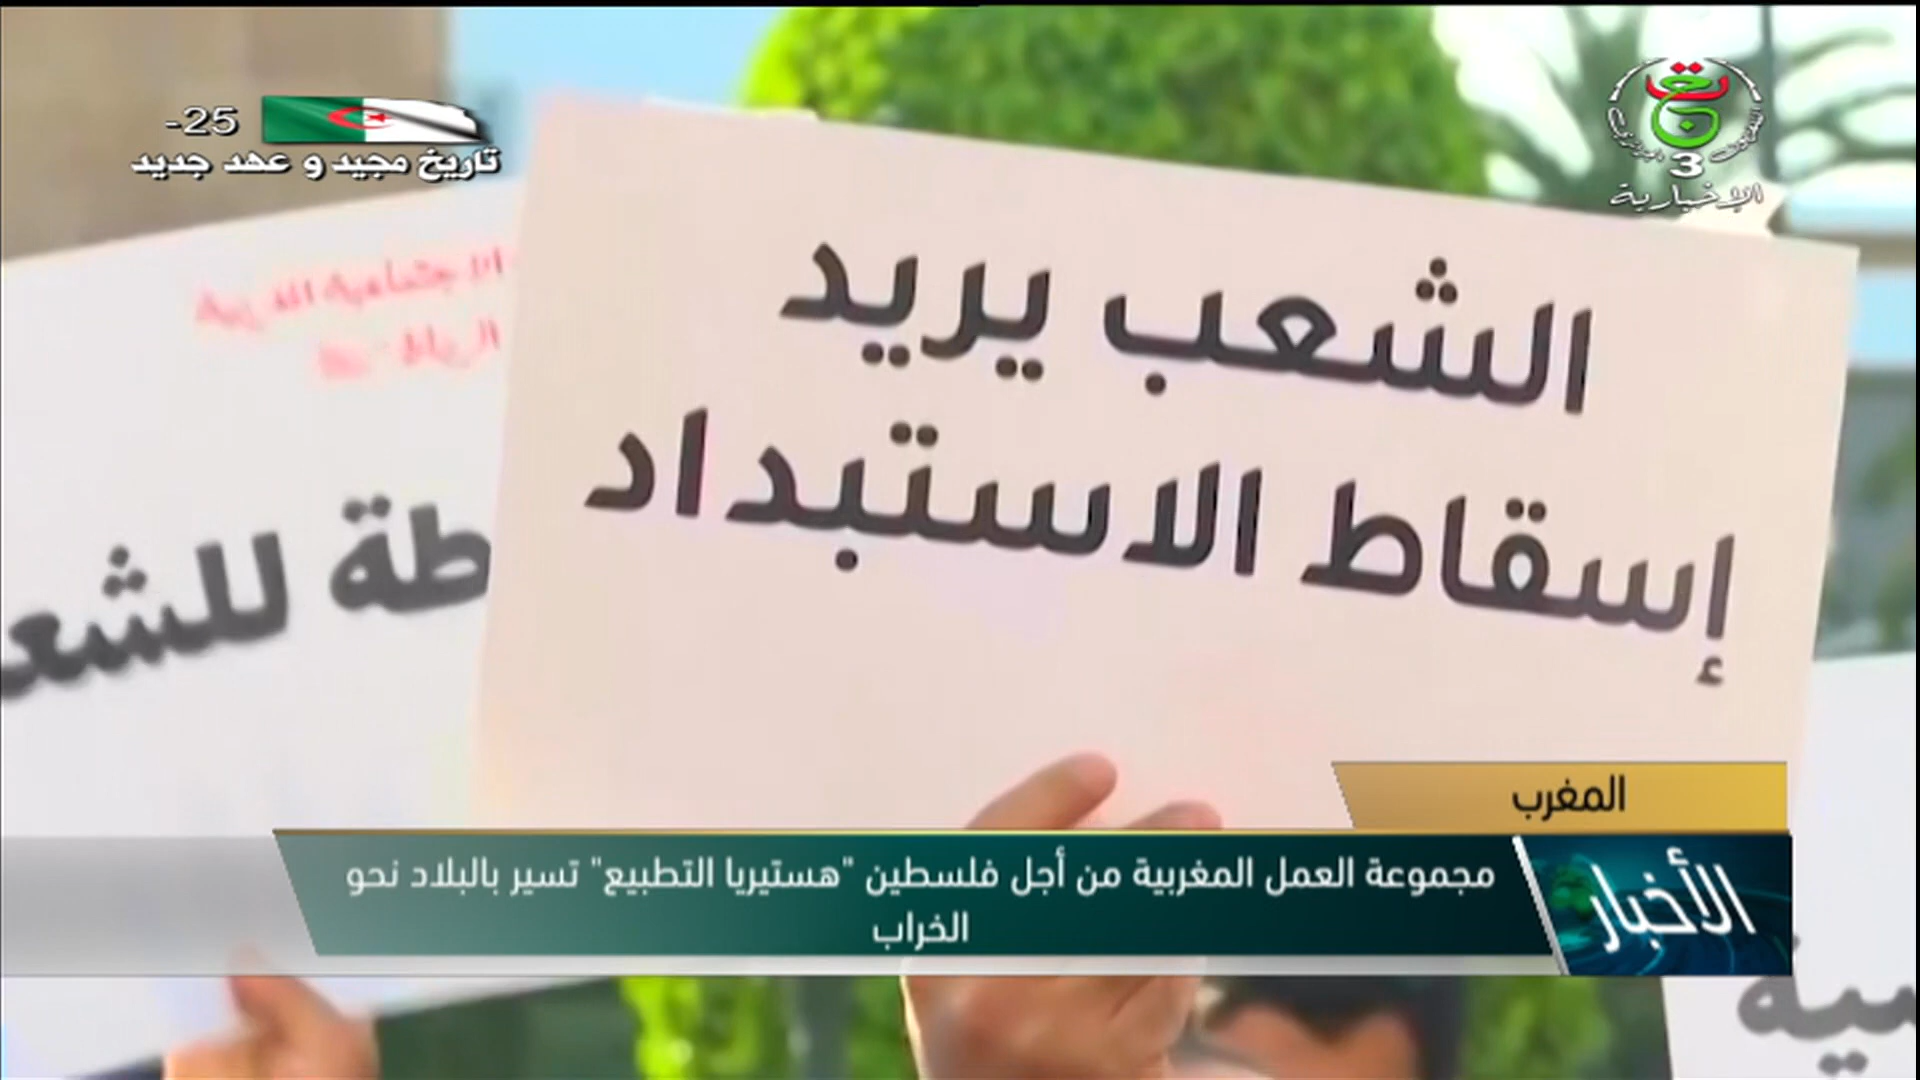 -25
تاريخ مجيد و عهد جديد
3
الإخبارية
الشعب يريد
إسقاط الاستبداد
للشع
المغرب
الأخبار
مجموعة العمل المغربية من أجل فلسطين "هستيريا التطبيع" تسير بالبلاد نحو
الخراب